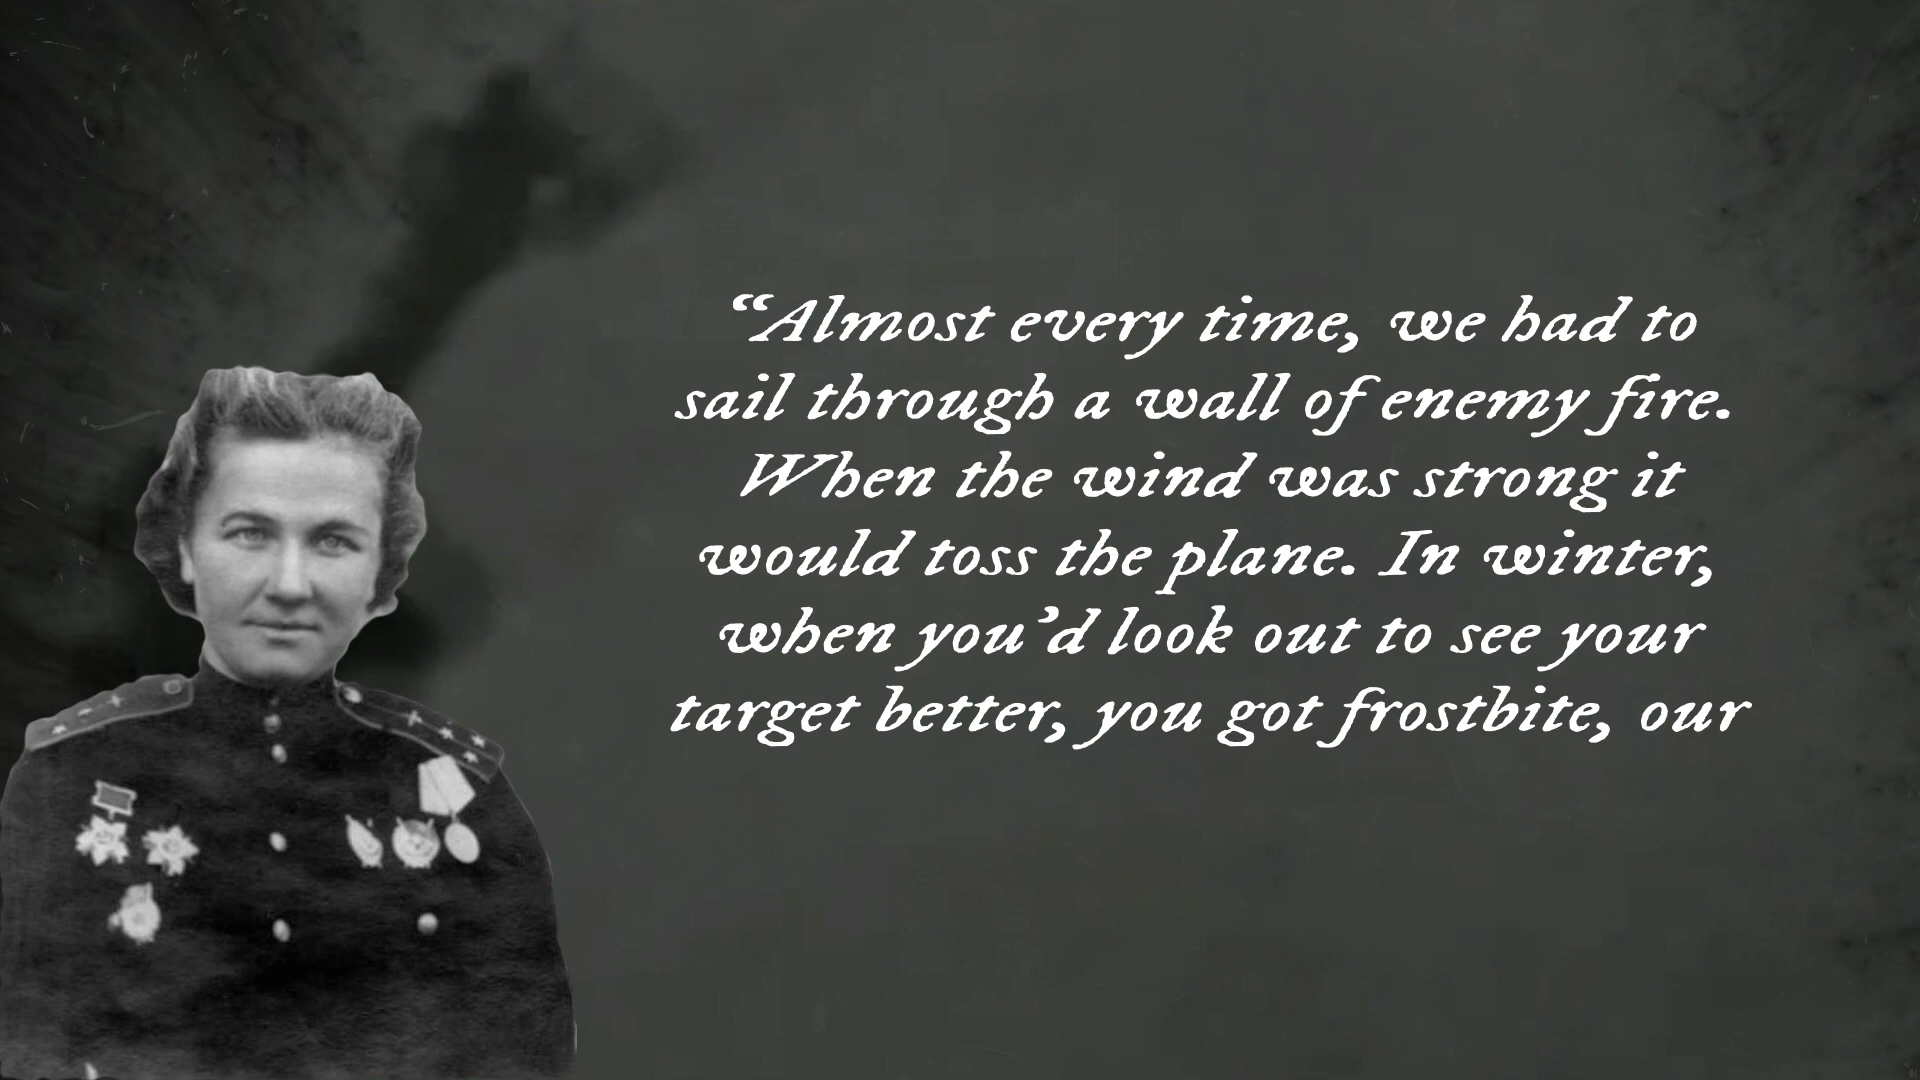 “Almost every time, we had to
sail through a wall of enemy fire.
When the wind was strong it
would toss the plane. In winter,
when you’d look out to see your
target better, you got frostbite, our